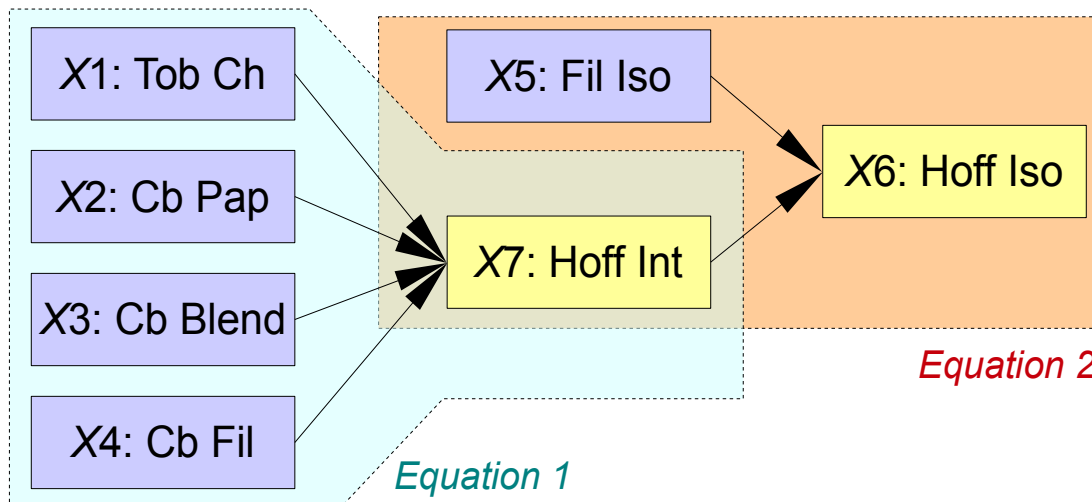 X1: Tob Ch
X2: Cb Pap
X3: Cb Blend
X4: Cb Fil
X5: Fil Iso
X7: Hoff Int
X6: Hoff Iso
Equation 1
Equation 2